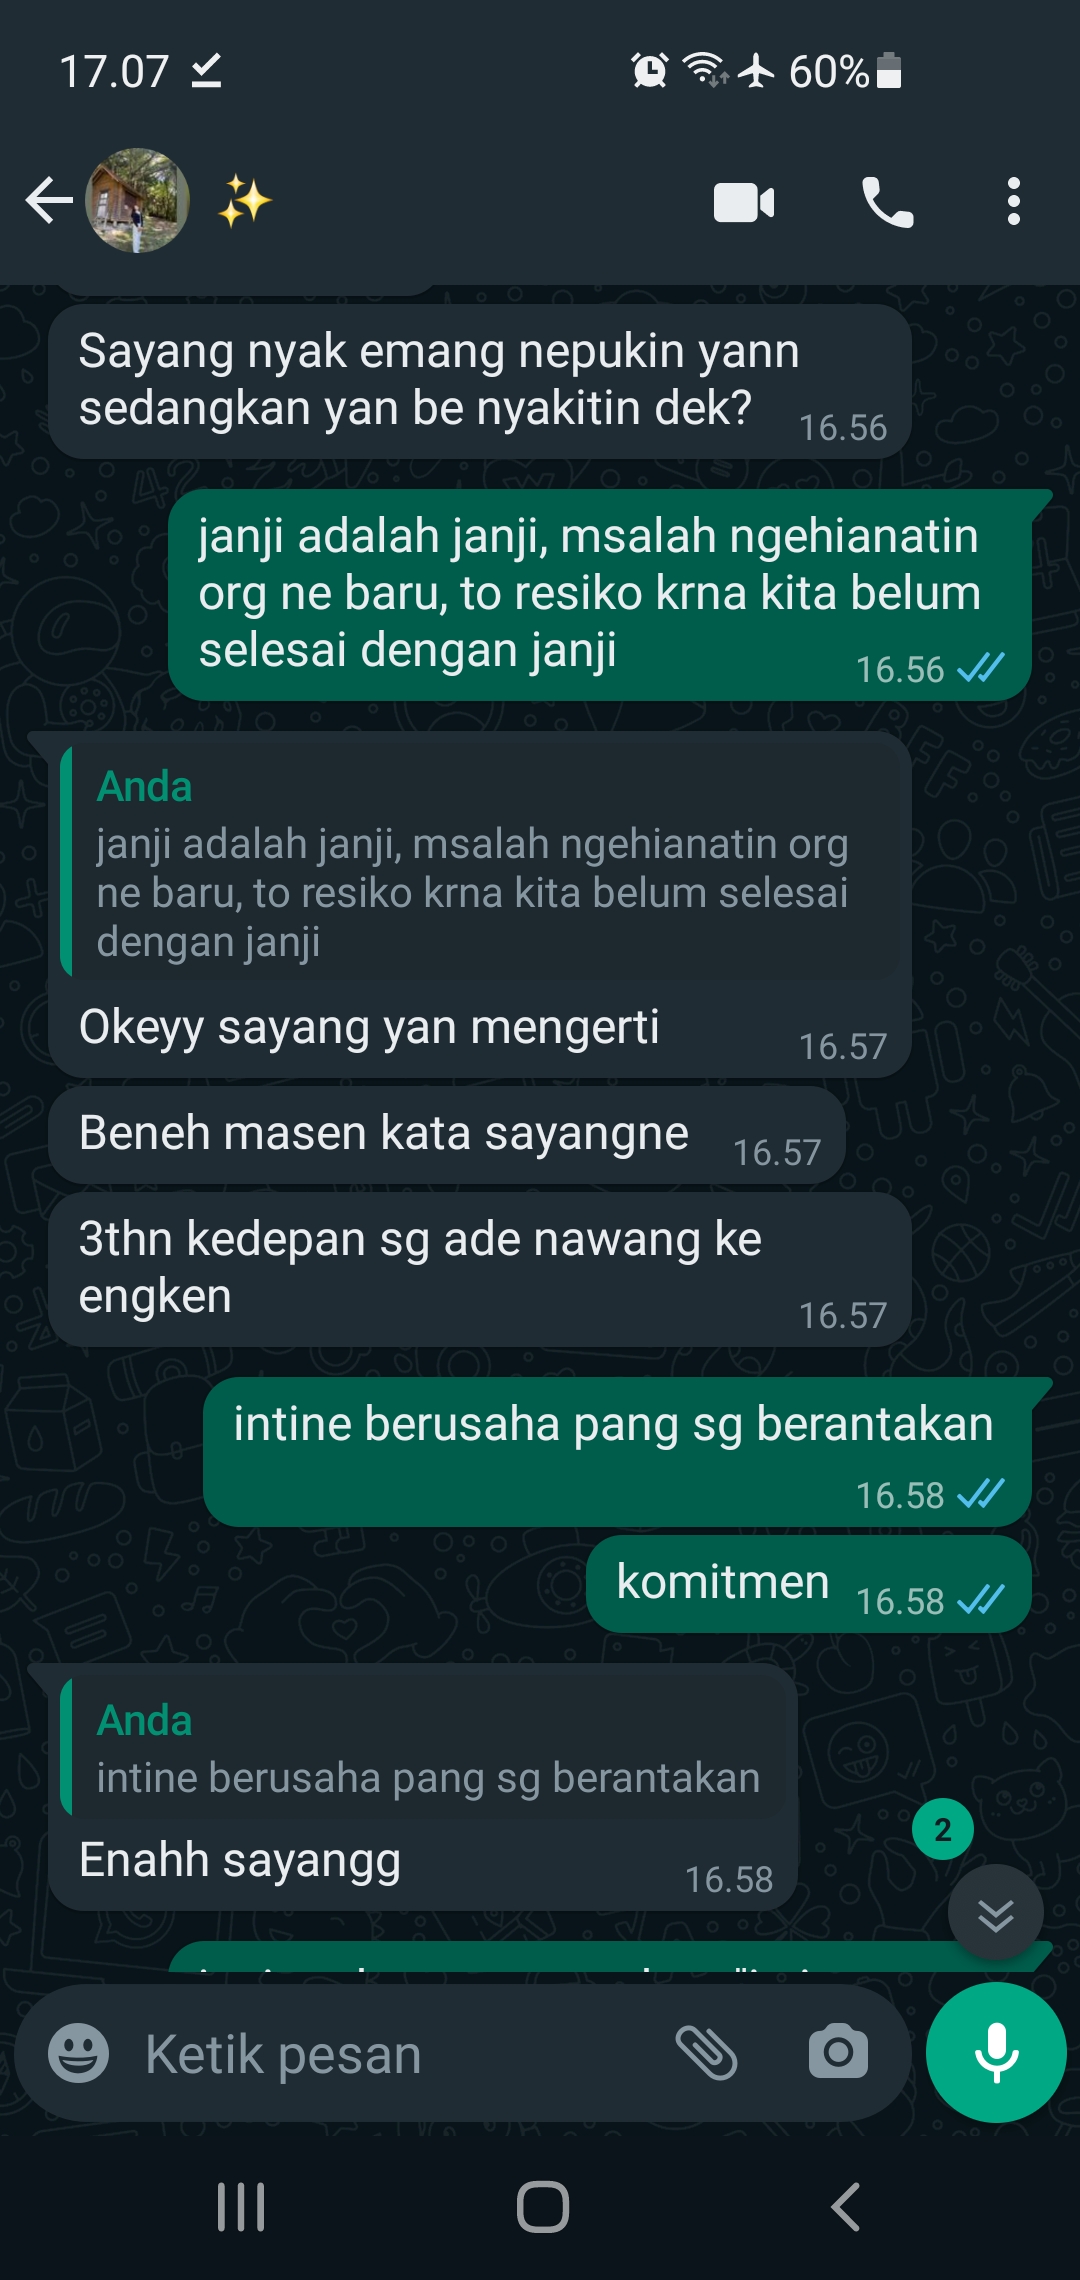 17.07
60%
Sayang nyak emang nepukin yann
sedangkan yan be nyakitin dek?
16.56
janji adalah janji, msalah ngehianatin
org ne baru, to resiko krna kita belum
selesai dengan janji
16.56
Anda
janji adalah janji, msalah ngehianatin org
ne baru, to resiko krna kita belum selesai
dengan janji
Okeyy sayang yan mengerti
16.57
Beneh masen kata sayangne
16.57
3thn kedepan sg ade nawang ke
engken
16.57
intine berusaha pang sg berantakan
16.58
komitmen
16.58
Anda
intine berusaha pang sg berantakan
Enahh sayangg
16.58
2
Ketik pesan